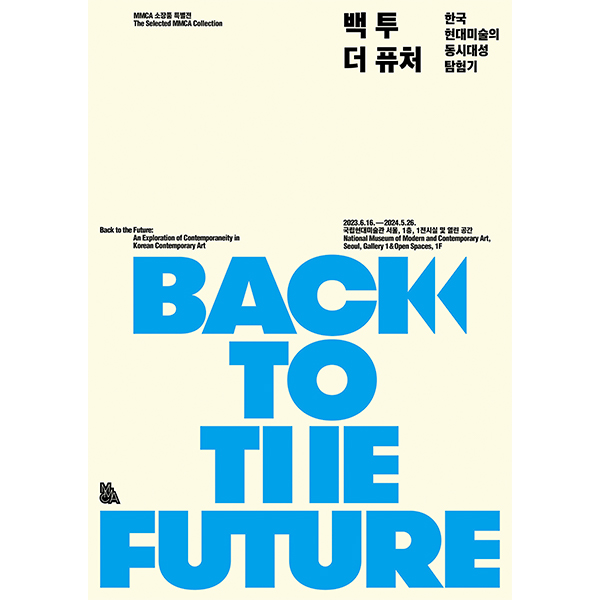 MMCA 소장품 특별전
The Selected MMCA Collection
백 투
더 퓨처
한국
현대미술의
동시대성
탐험기
Back to the Future:
An Exploration of Contemporaneity in
Korean Contemporary Art
2023.6.16.—2024.5.26.
국립현대미술관 서울, 1층, 1전시실 및 열린 공간
National Museum of Modern and Contemporary Art,
Seoul, Gallery 1 & Open Spaces, 1F
BACK
TO
THE
FUTURE
MMCA